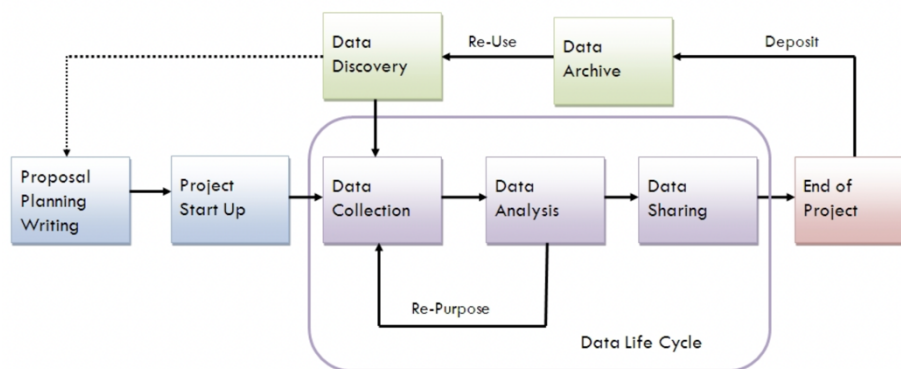 Data
Discovery
Re-Use
Data
Archive
Deposit
Proposal
Planning
Writing
Project
Start Up
Data
Collection
Data
Analysis
Data
Sharing
End of
Project
Re-Purpose
Data Life Cycle